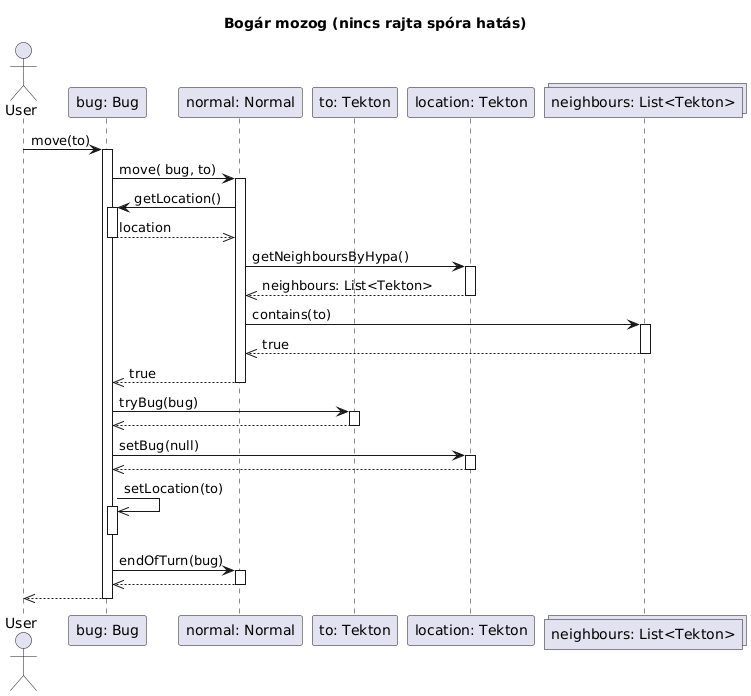 Bogár mozog (nincs rajta spóra hatás)
User
bug: Bug
normal: Normal
to: Tekton
location: Tekton
neighbours: List<Tekton>
move(to)
move( bug, to)
getLocation()
location
getNeighboursByHypa()
neighbours: List<Tekton>
contains(to)
true
true
tryBug(bug)
setBug(null)
setLocation(to)
endOfTurn(bug)
User
bug: Bug
normal: Normal
to: Tekton
location: Tekton
neighbours: List<Tekton>